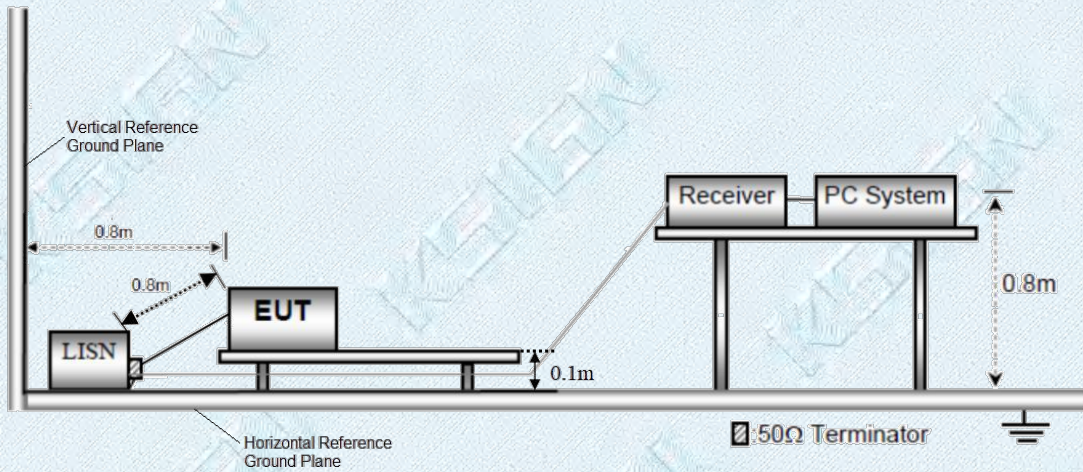 Vertical Reference
Ground Plane
0.8m
0.8m
EUT
LISN
Receiver
PC System
0.8m
0.1m
:50Ω Terminator
Horizontal Reference
Ground Plane